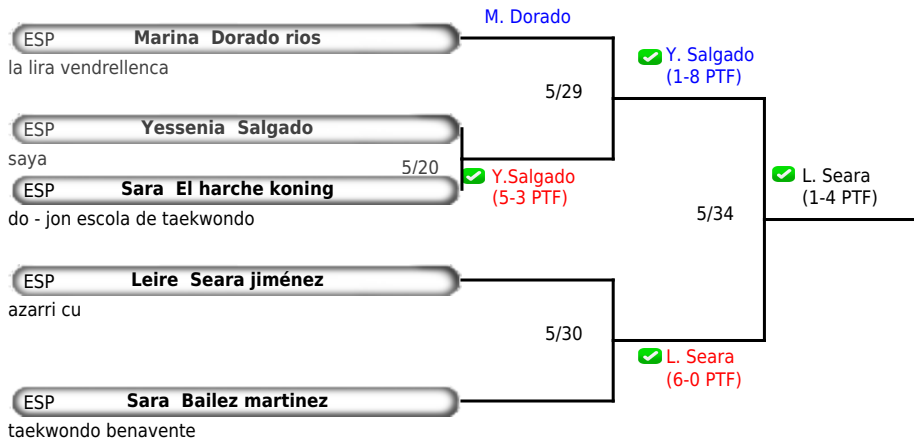 M. Dorado
ESP Marina Dorado rios
la lira vendrellenca
Y. Salgado
(1-8 PTF)
5/29
ESP Yessenia Salgado
saya
5/20
Y.Salgado
(5-3 PTF)
ESP Sara El harche koning
do - jon escola de taekwondo
L. Seara
(1-4 PTF)
5/34
ESP Leire Seara jiménez
azarri cu
5/30
L. Seara
(6-0 PTF)
ESP Sara Bailez martinez
taekwondo benavente